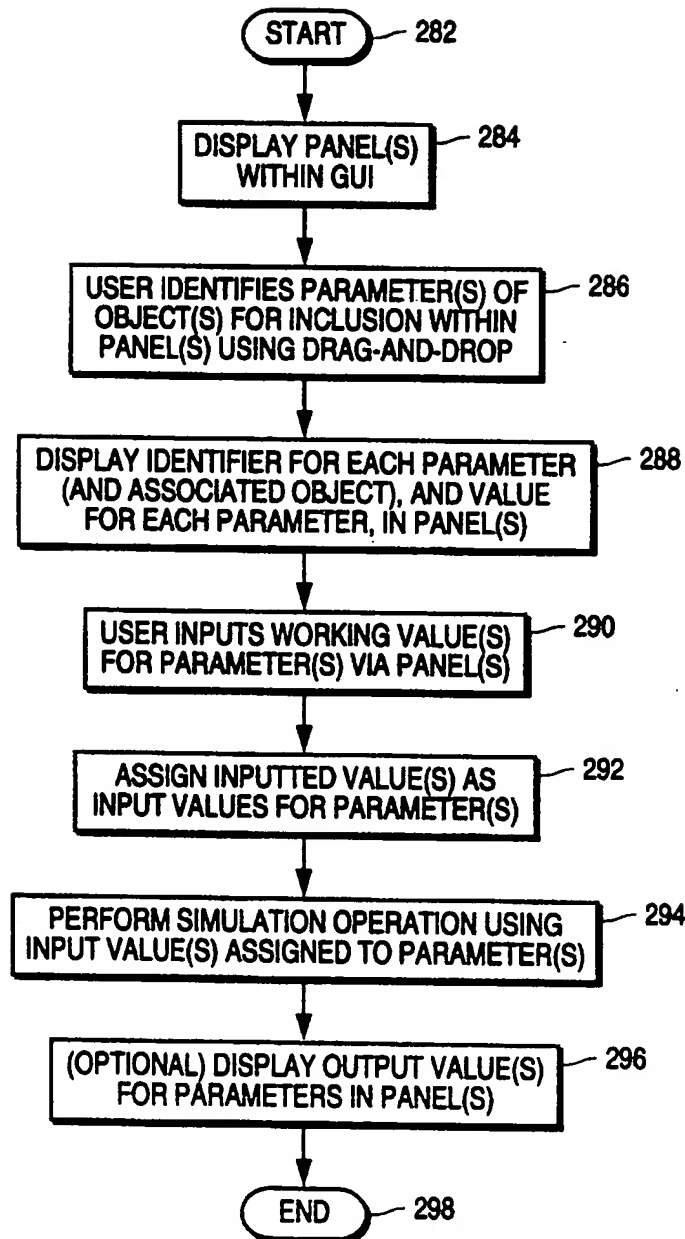 START
282
DISPLAY PANEL(S)
WITHIN GUI
284
USER IDENTIFIES PARAMETER(S) OF
OBJECT(S) FOR INCLUSION WITHIN
PANEL(S) USING DRAG-AND-DROP
286
DISPLAY IDENTIFIER FOR EACH PARAMETER
(AND ASSOCIATED OBJECT), AND VALUE
FOR EACH PARAMETER, IN PANEL(S)
288
USER INPUTS WORKING VALUE(S)
FOR PARAMETER(S) VIA PANEL(S)
290
ASSIGN INPUTTED VALUE(S) AS
INPUT VALUES FOR PARAMETER(S)
292
PERFORM SIMULATION OPERATION USING
INPUT VALUE(S) ASSIGNED TO PARAMETER(S)
294
(OPTIONAL) DISPLAY OUTPUT VALUE(S)
FOR PARAMETERS IN PANEL(S)
296
END
298